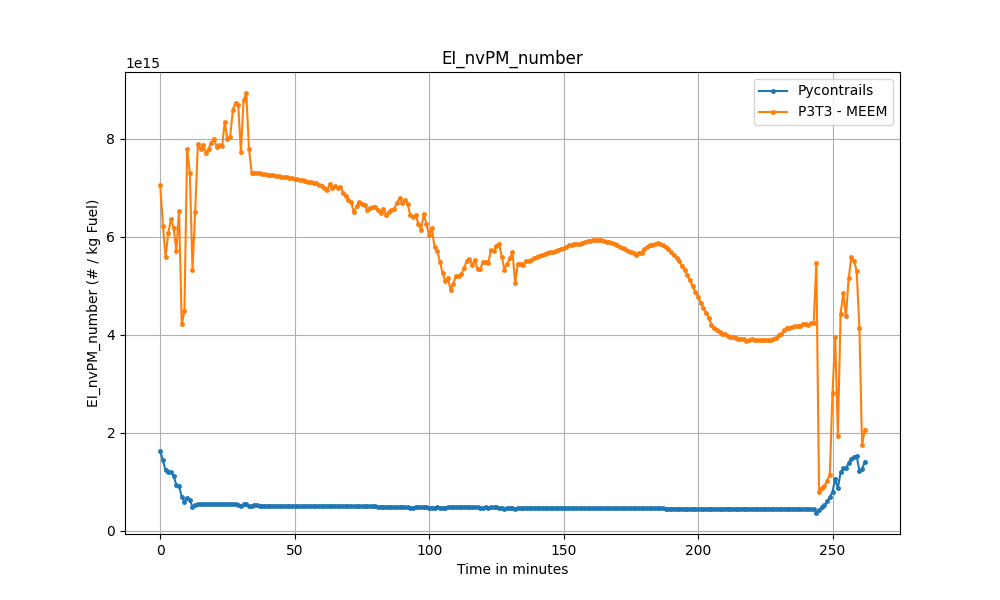 EI_nvPM_number
1e15
Pycontrails
P3T3 - MEEM
8
6
4
2
0
EI_nvPM_number (# / kg Fuel)
0 50 100 150 200 250
Time in minutes